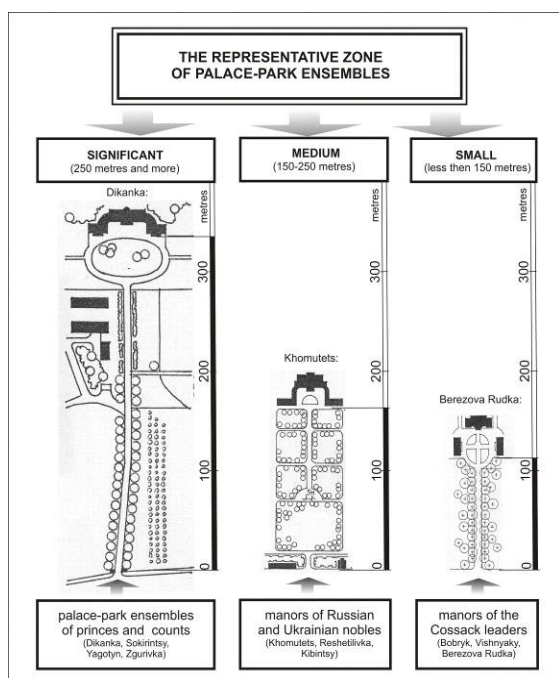 THE REPRESENTATIVE ZONE
OF PALACE-PARK ENSEMBLES
SIGNIFICANT
(250 metres and more)
MEDIUM
(150-250 metres)
SMALL
(less then 150 metres)
Dikanka:
metres
300
200
100
0
Khomutets:
metres
300
200
100
0
Berezova Rudka:
metres
300
200
100
0
palace-park ensembles
of princes and counts
(Dikanka, Sokirintsy,
Yagotyn, Zgurivka)
manors of Russian
and Ukrainian nobles
(Khomutets, Reshetilivka,
Kibintsy)
manors of the
Cossack leaders
(Bobryk, Vishnyaky,
Berezova Rudka)